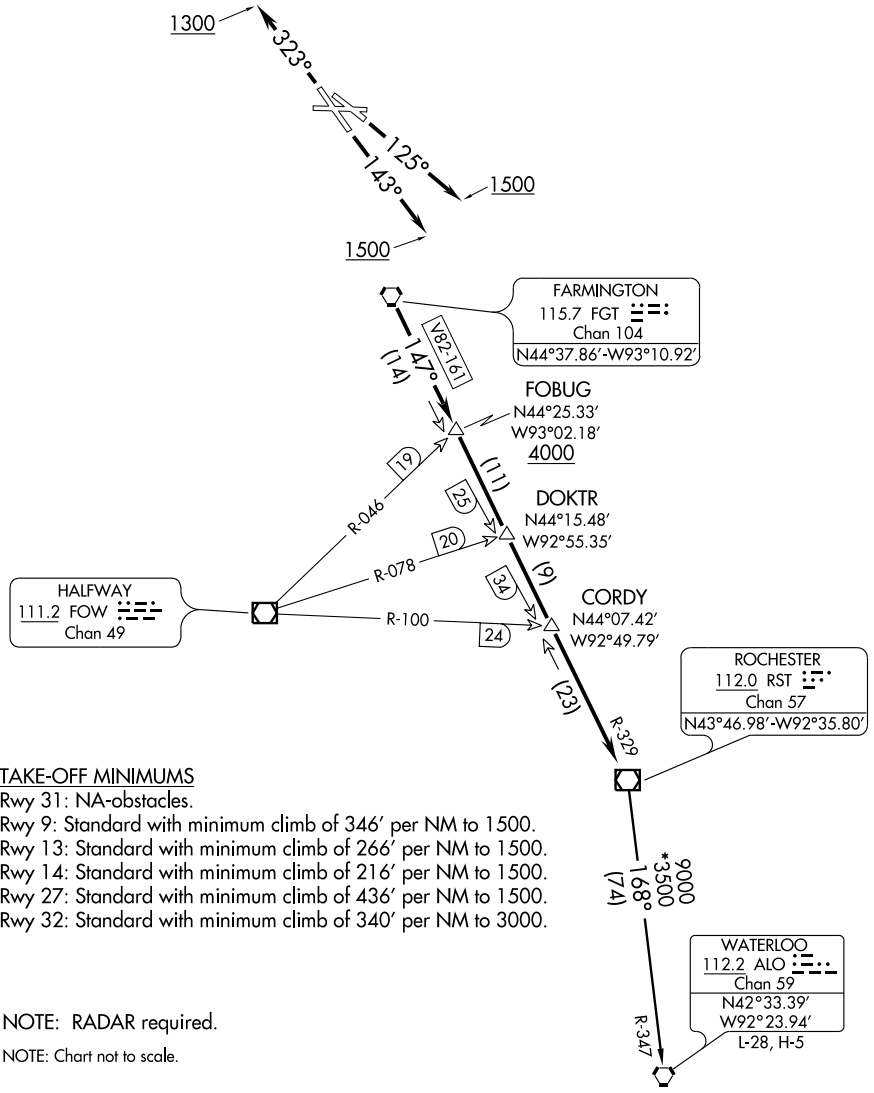 1300
323°
125°
143°
1500
1500
FARMINGTON
115.7 FGT
Chan 104
N44°37.86'-W93°10.92'
V82-161
147°
(14)
FOBUG
N44°25.33'
W93°02.18'
4000
19
R-046
(11)
25
DOKTR
N44°15.48'
W92°55.35'
20
R-078
(9)
34
HALFWAY
111.2 FOW
Chan 49
CORDY
N44°07.42'
W92°49.79'
R-100
24
(23)
ROCHESTER
112.0 RST
Chan 57
N43°46.98'-W92°35.80'
R-329
TAKE-OFF MINIMUMS
Rwy 31: NA-obstacles.
Rwy 9: Standard with minimum climb of 346' per NM to 1500.
Rwy 13: Standard with minimum climb of 266' per NM to 1500.
Rwy 14: Standard with minimum climb of 216' per NM to 1500.
Rwy 27: Standard with minimum climb of 436' per NM to 1500.
Rwy 32: Standard with minimum climb of 340' per NM to 3000.
9000
*3500
168°
(74)
WATERLOO
112.2 ALO
Chan 59
N42°33.39'
W92°23.94'
L-28, H-5
R-347
NOTE: RADAR required.
NOTE: Chart not to scale.